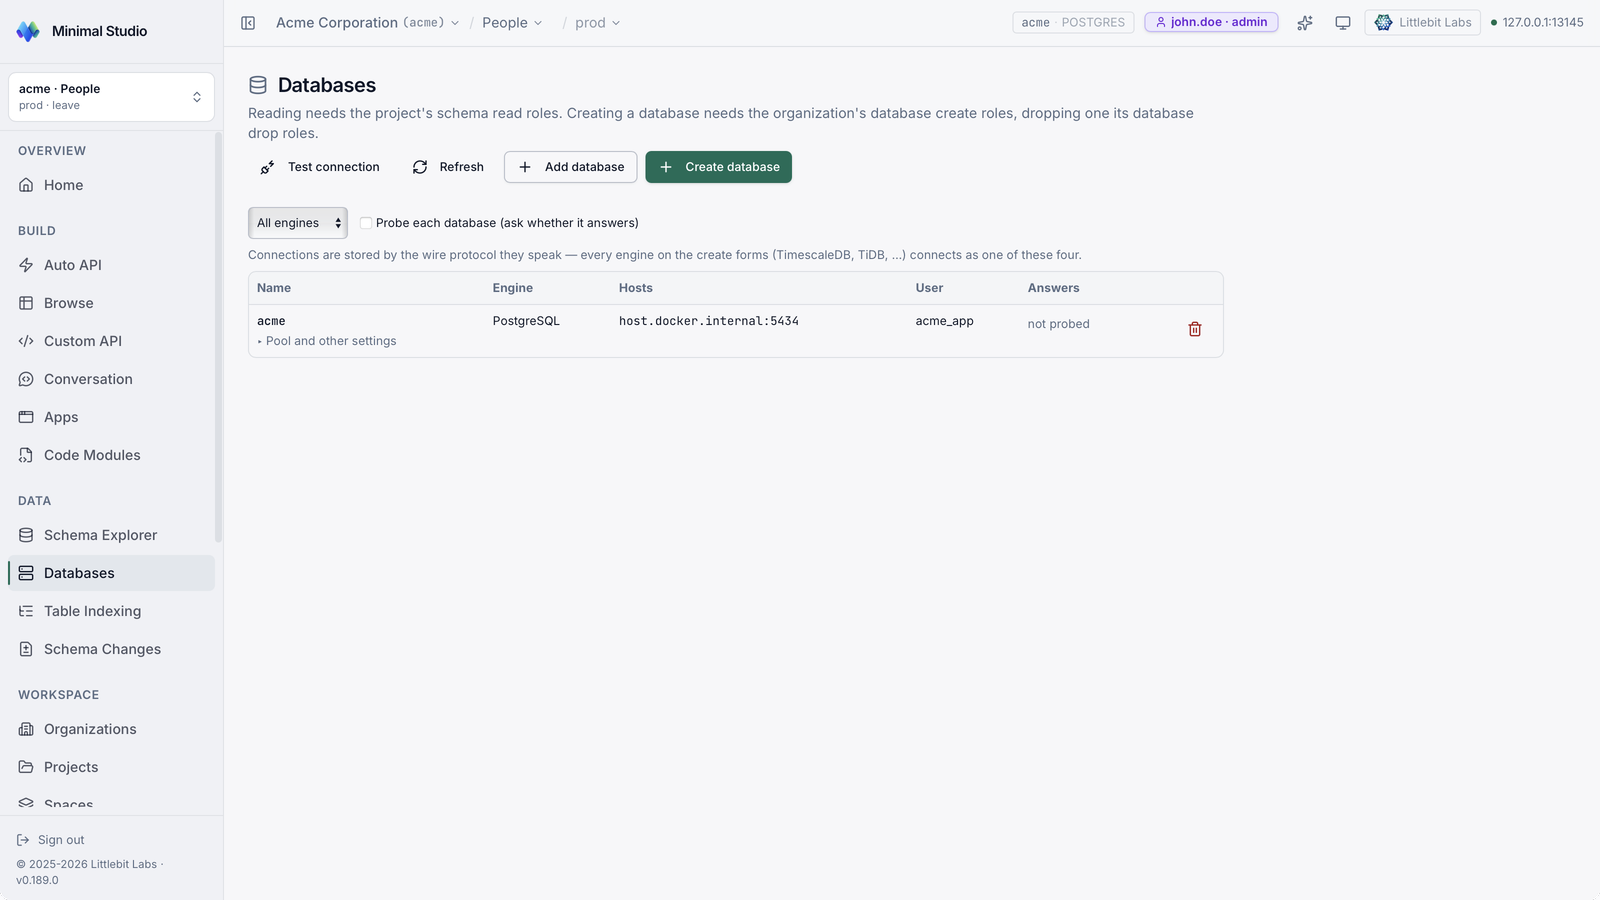 Minimal Studio
acme · People
prod · leave
OVERVIEW
Home
BUILD
Auto API
Browse
Custom API
Conversation
Apps
Code Modules
DATA
Schema Explorer
Databases
Table Indexing
Schema Changes
WORKSPACE
Organizations
Projects
Spaces
Sign out
© 2025-2026 Littlebit Labs ·
v0.189.0
Acme Corporation (acme) / People / prod
acme · POSTGRES
john.doe · admin
Littlebit Labs
127.0.0.1:13145
Databases
Reading needs the project's schema read roles. Creating a database needs the organization's database create roles, dropping one its database
drop roles.
Test connection Refresh + Add database + Create database
All engines Probe each database (ask whether it answers)
Connections are stored by the wire protocol they speak — every engine on the create forms (TimescaleDB, TiDB, …) connects as one of these four.
Name Engine Hosts User Answers
acme PostgreSQL host.docker.internal:5434 acme_app not probed
▸ Pool and other settings